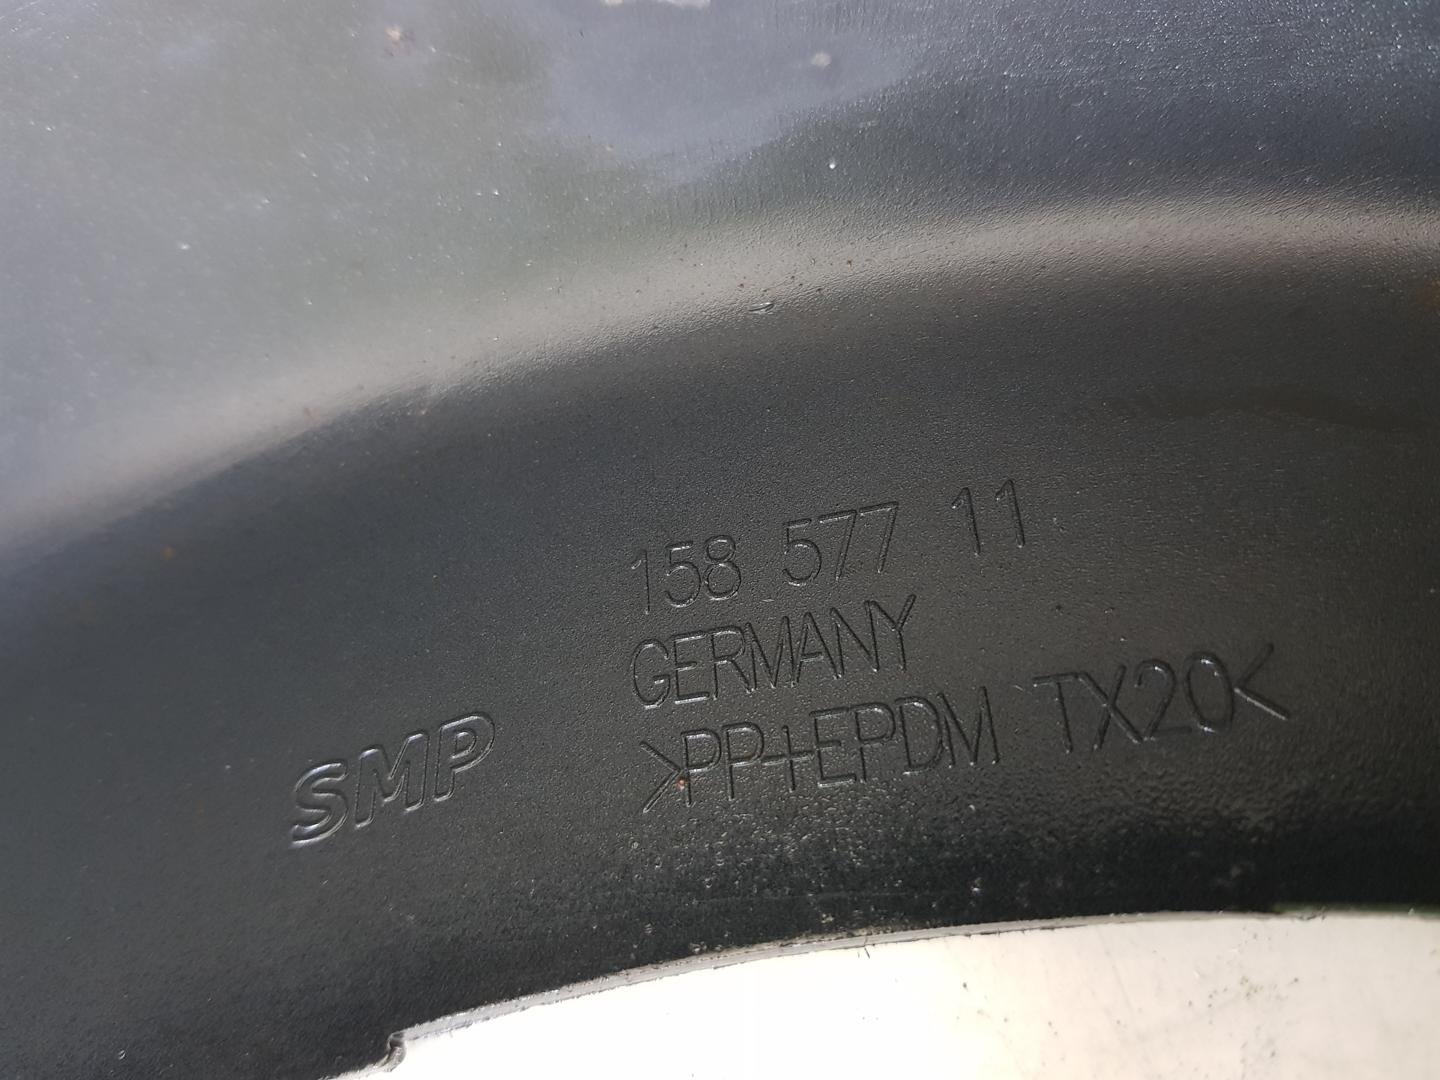 158 577 11
GERMANY
>PP+EPDM TX20<
SMP